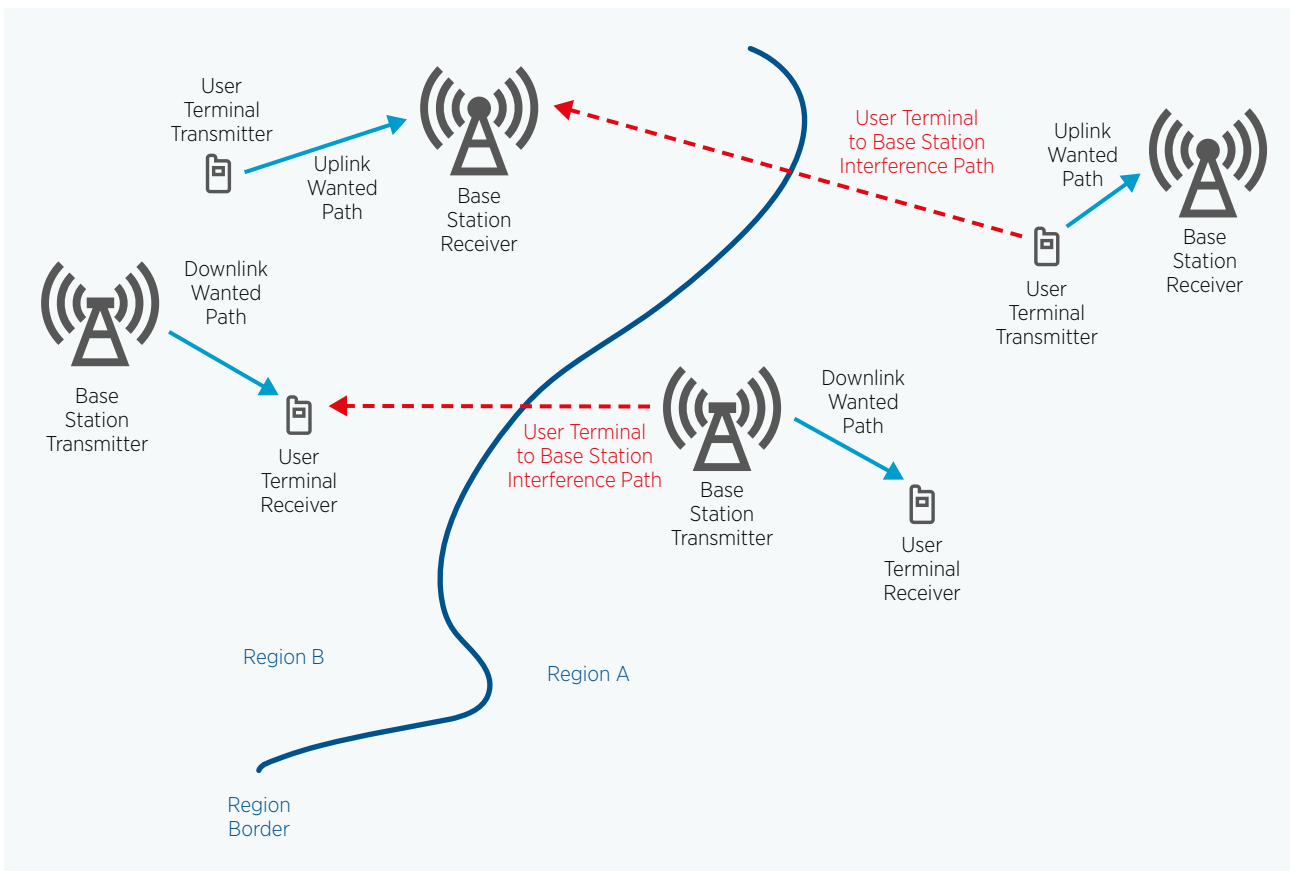 User
Terminal
Transmitter
Uplink
Wanted
Path
Base
Station
Receiver
User Terminal
to Base Station
Interference Path
Uplink
Wanted
Path
Base
Station
Receiver
User
Terminal
Transmitter
Downlink
Wanted
Path
Base
Station
Transmitter
User
Terminal
Receiver
User Terminal
to Base Station
Interference Path
Downlink
Wanted
Path
Base
Station
Transmitter
User
Terminal
Receiver
Region B
Region A
Region
Border